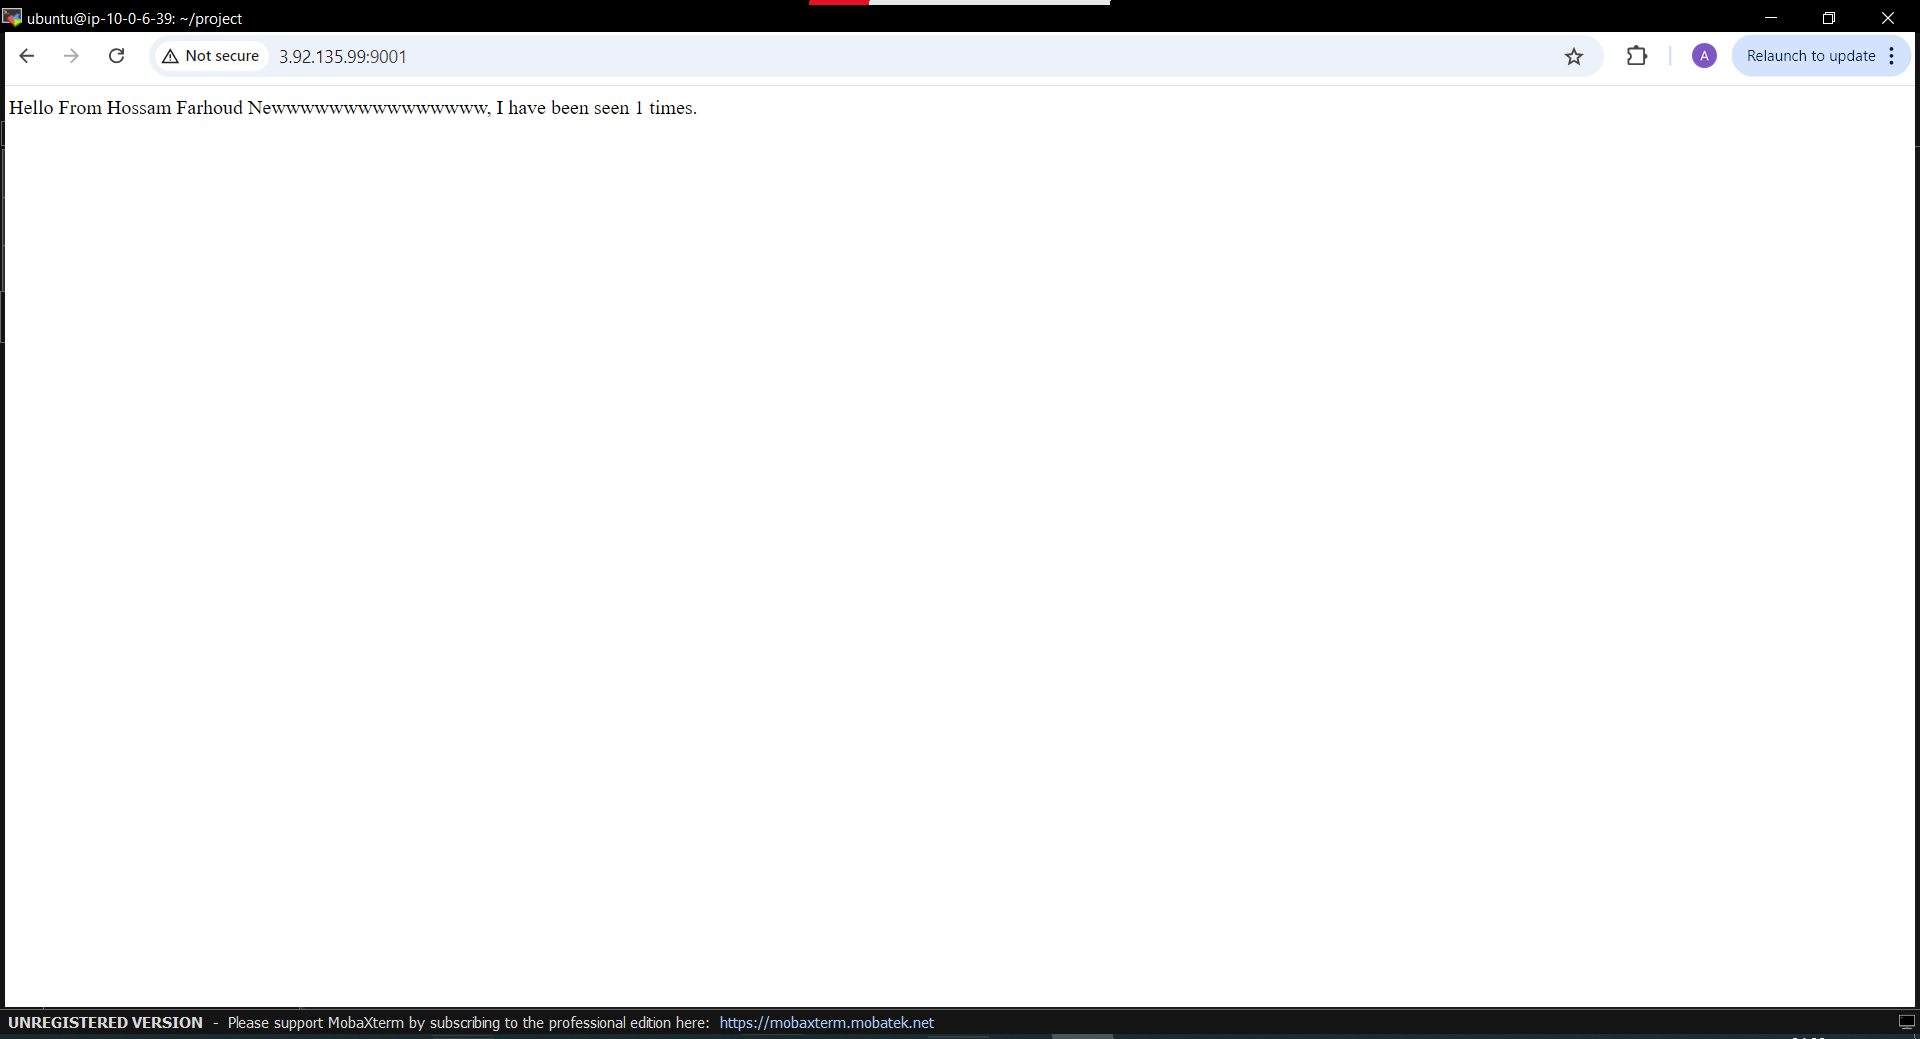 ubuntu@ip-10-0-6-39: ~/project
Not secure 3.92.135.99:9001 A Relaunch to update
Hello From Hossam Farhoud Newwwwwwwwwwwwwww, I have been seen 1 times.
UNREGISTERED VERSION - Please support MobaXterm by subscribing to the professional edition here: https://mobaxterm.mobatek.net